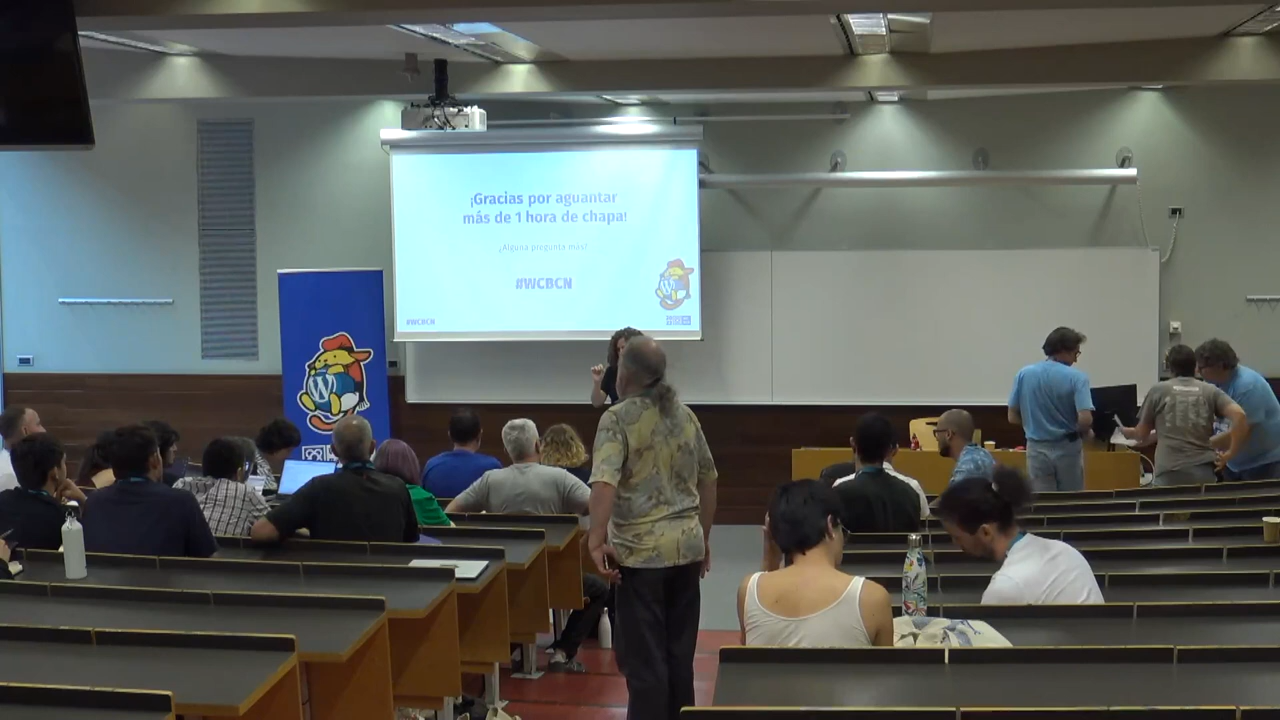 ¡Gracias por aguantar
más de 1 hora de chapa!
¿Alguna pregunta más?
#WCBCN
#WCBCN